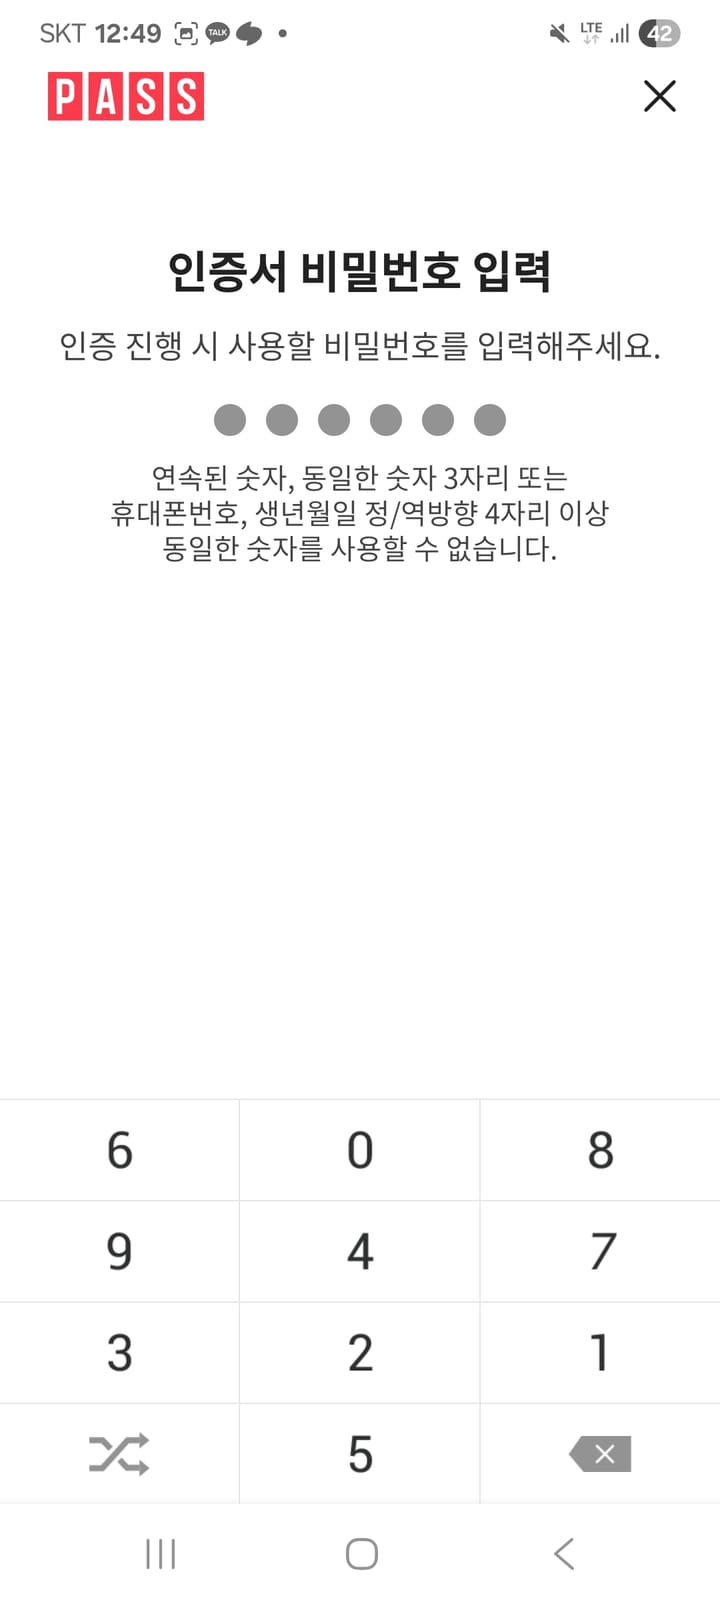 SKT 12:49 TALK LTE 42
PASS
인증서 비밀번호 입력
인증 진행 시 사용할 비밀번호를 입력해주세요.
연속된 숫자, 동일한 숫자 3자리 또는
휴대폰번호, 생년월일 정/역방향 4자리 이상
동일한 숫자를 사용할 수 없습니다.
6 0 8
9 4 7
3 2 1
5